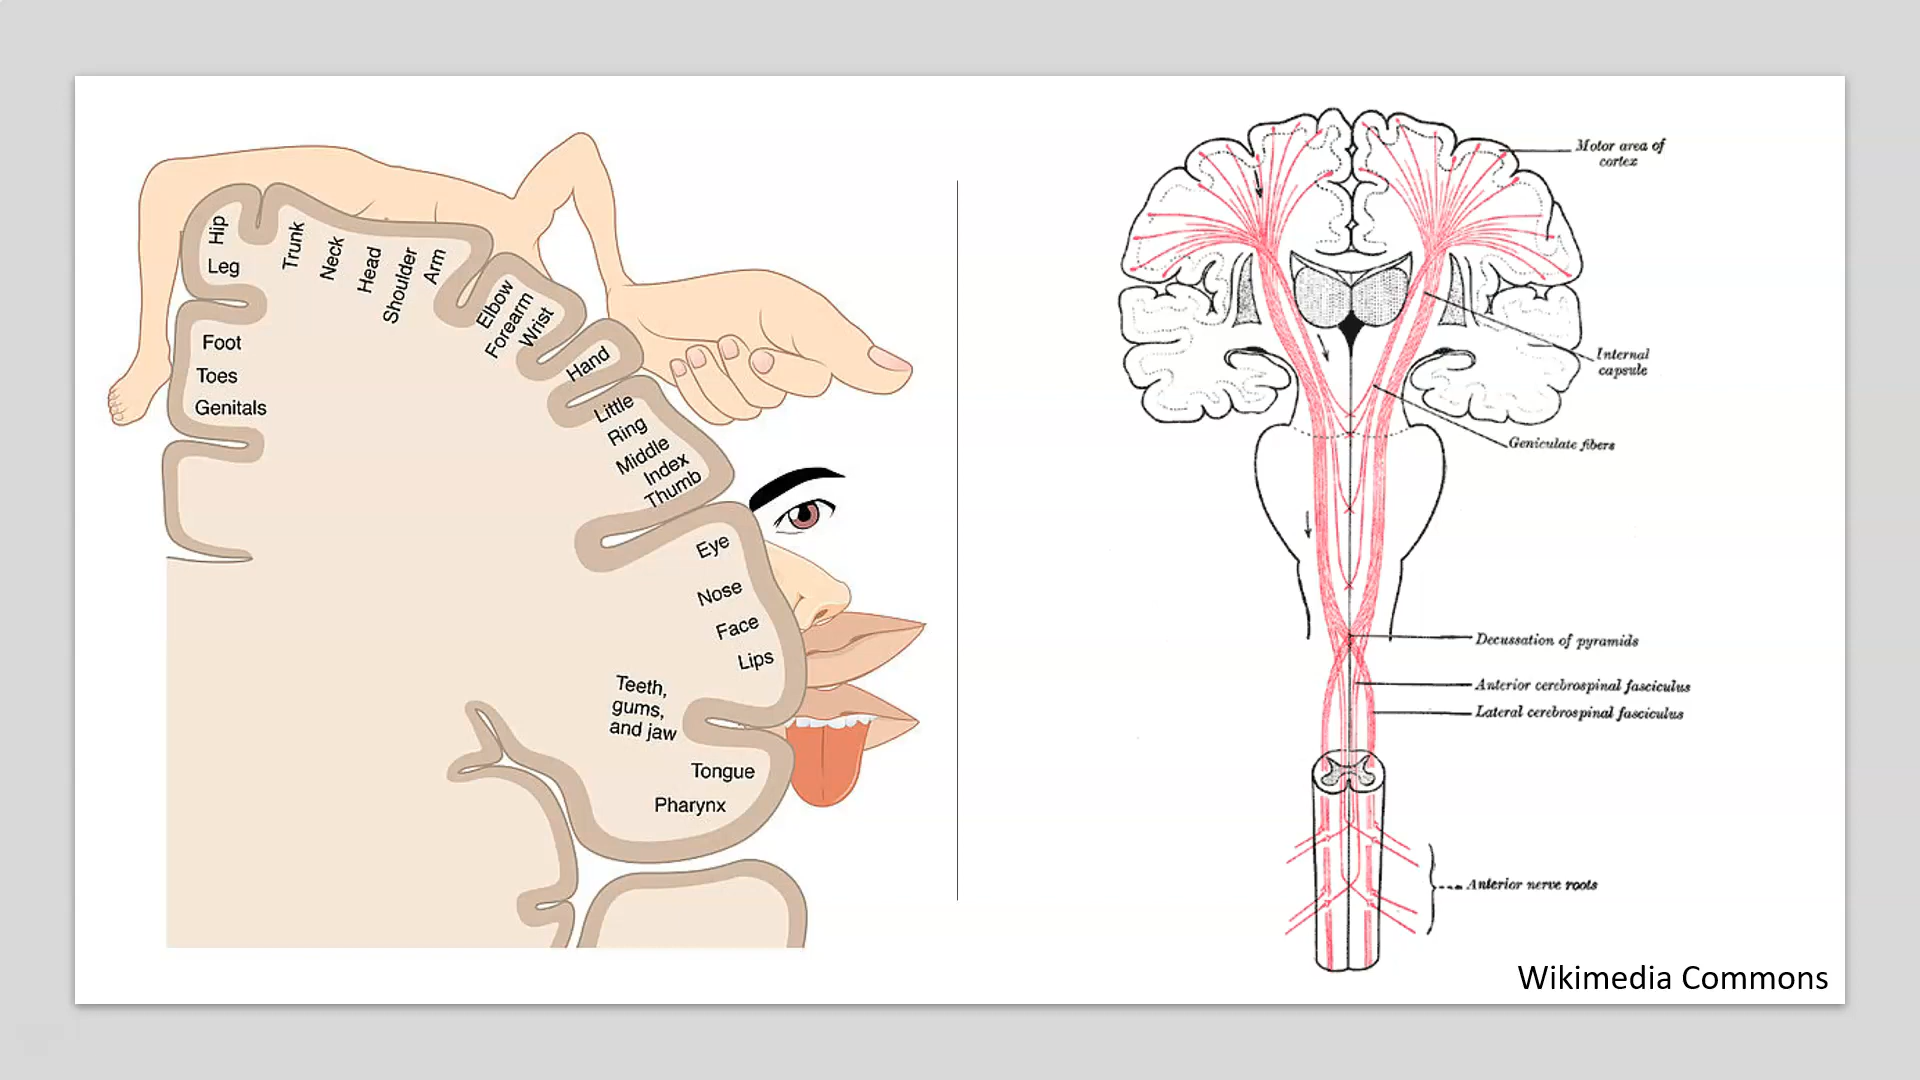 Hip
Leg
Trunk
Neck
Head
Shoulder
Arm
Elbow
Forearm
Wrist
Hand
Little
Ring
Middle
Index
Thumb
Foot
Toes
Genitals
Eye
Nose
Face
Lips
Teeth,
gums,
and jaw
Tongue
Pharynx
Motor area of
cortex
Internal
capsule
Geniculate fibers
Decussation of pyramids
Anterior cerebrospinal fasciculus
Lateral cerebrospinal fasciculus
Anterior nerve roots
Wikimedia Commons